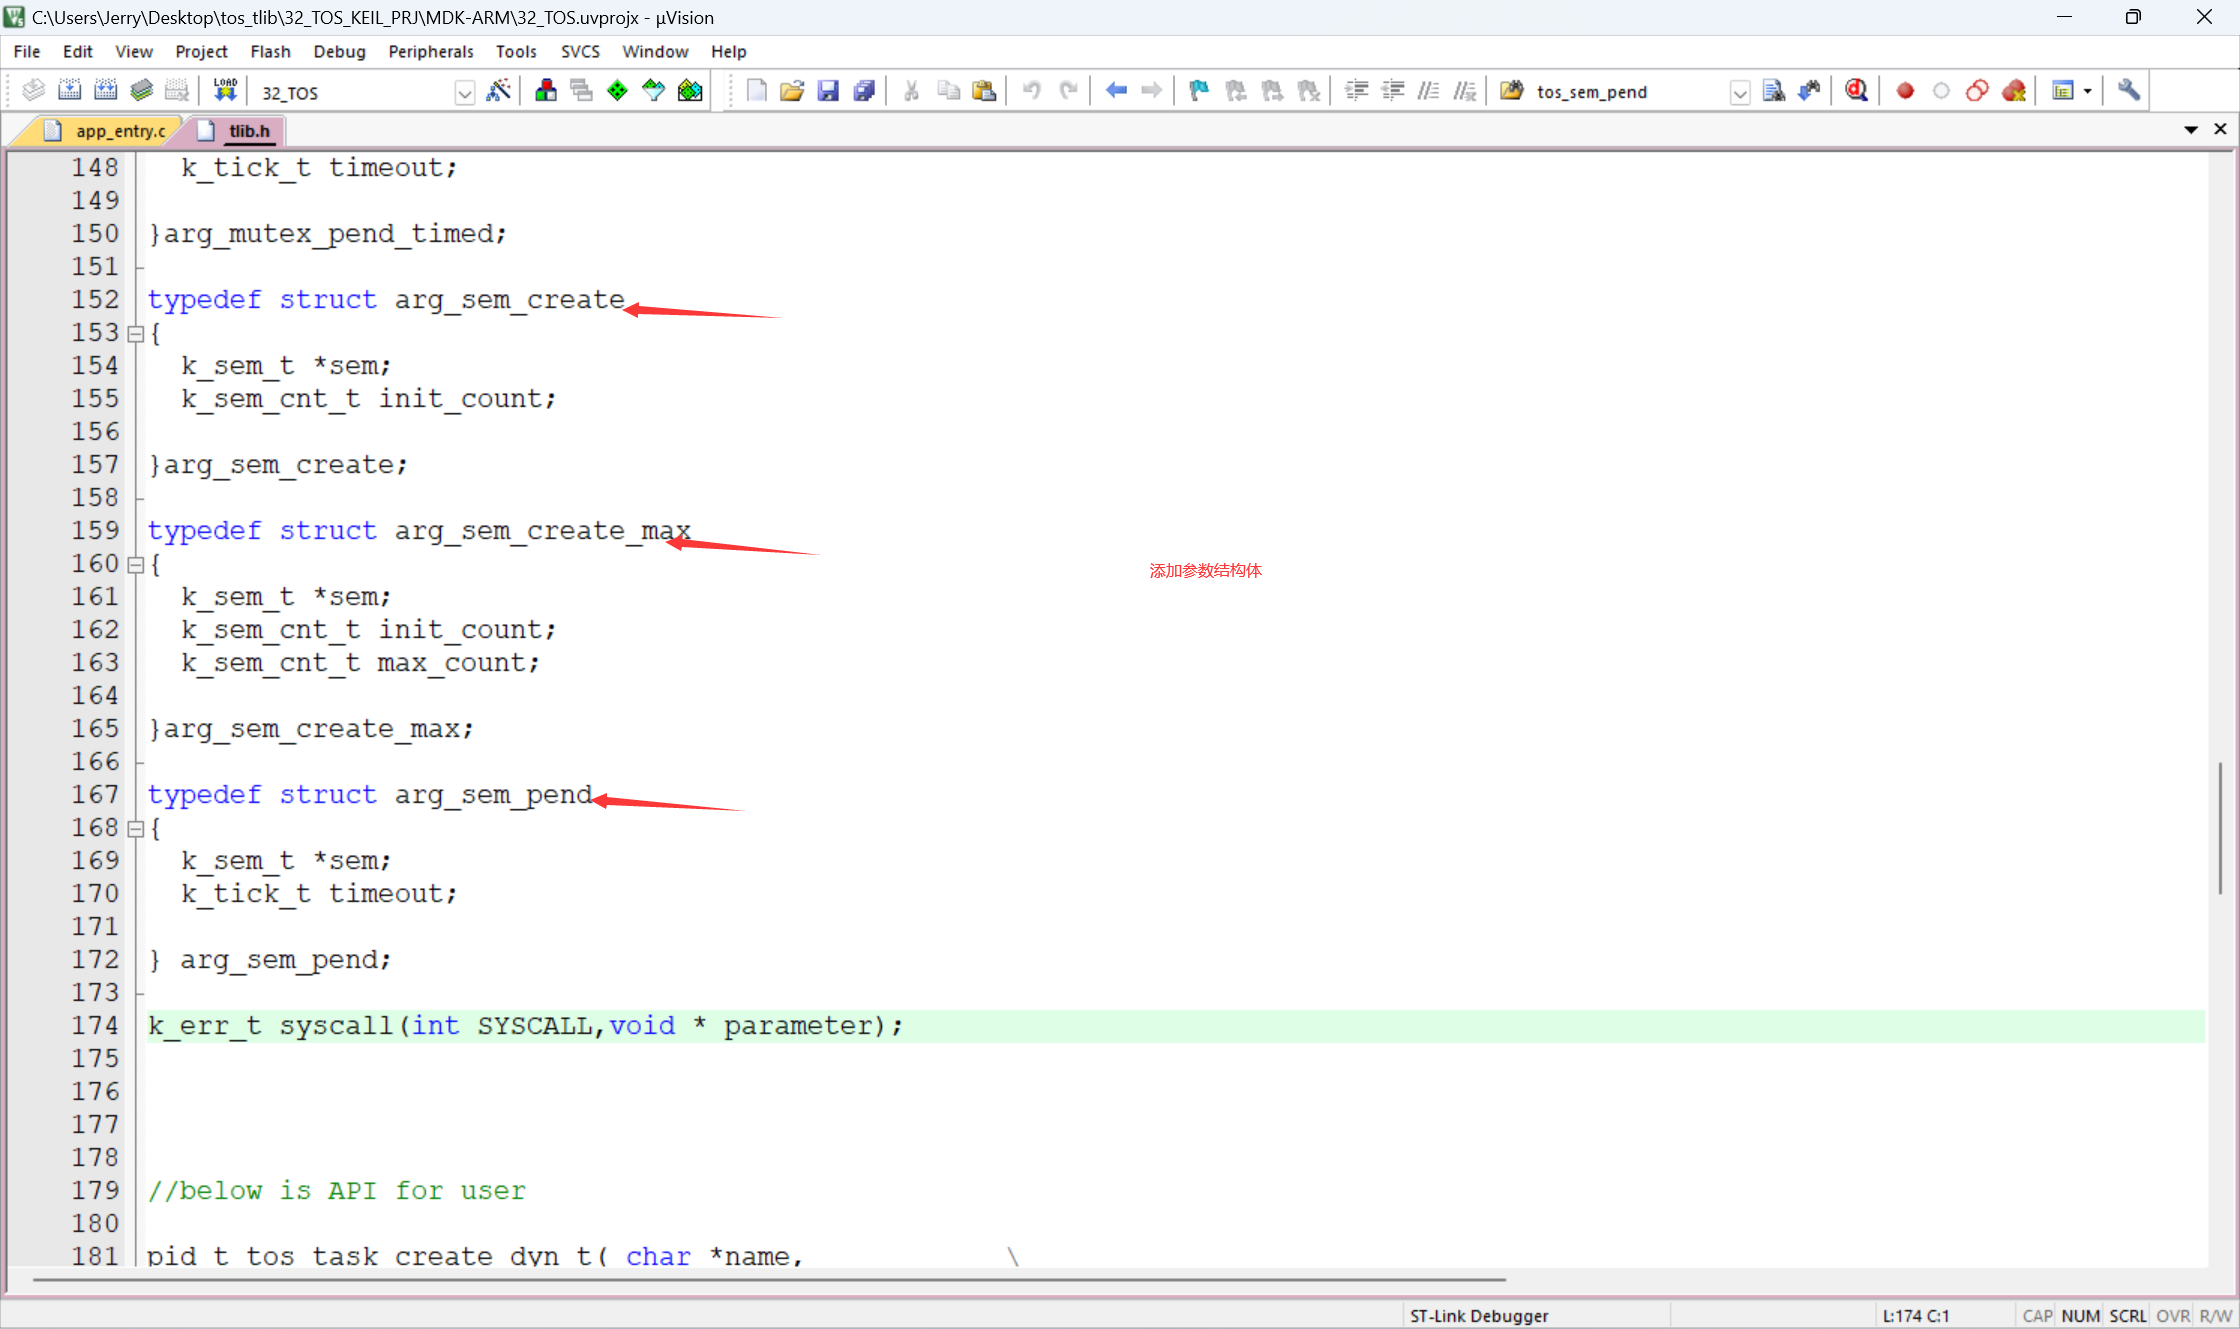 C:\Users\Jerry\Desktop\tos_tlib\32_TOS_KEIL_PRJ\MDK-ARM\32_TOS.uvprojx - µVision
File Edit View Project Flash Debug Peripherals Tools SVCS Window Help
LOAD 32_TOS tos_sem_pend
app_entry.c tlib.h
148 k_tick_t timeout;
149
150 }arg_mutex_pend_timed;
151
152 typedef struct arg_sem_create
153 {
154 k_sem_t *sem;
155 k_sem_cnt_t init_count;
156
157 }arg_sem_create;
158
159 typedef struct arg_sem_create_max
160 {
添加参数结构体
161 k_sem_t *sem;
162 k_sem_cnt_t init_count;
163 k_sem_cnt_t max_count;
164
165 }arg_sem_create_max;
166
167 typedef struct arg_sem_pend
168 {
169 k_sem_t *sem;
170 k_tick_t timeout;
171
172 } arg_sem_pend;
173
174 k_err_t syscall(int SYSCALL,void * parameter);
175
176
177
178
179 //below is API for user
180
181 pid_t tos_task_create_dyn_t( char *name, \
ST-Link Debugger L:174 C:1 CAP NUM SCRL OVR R/W